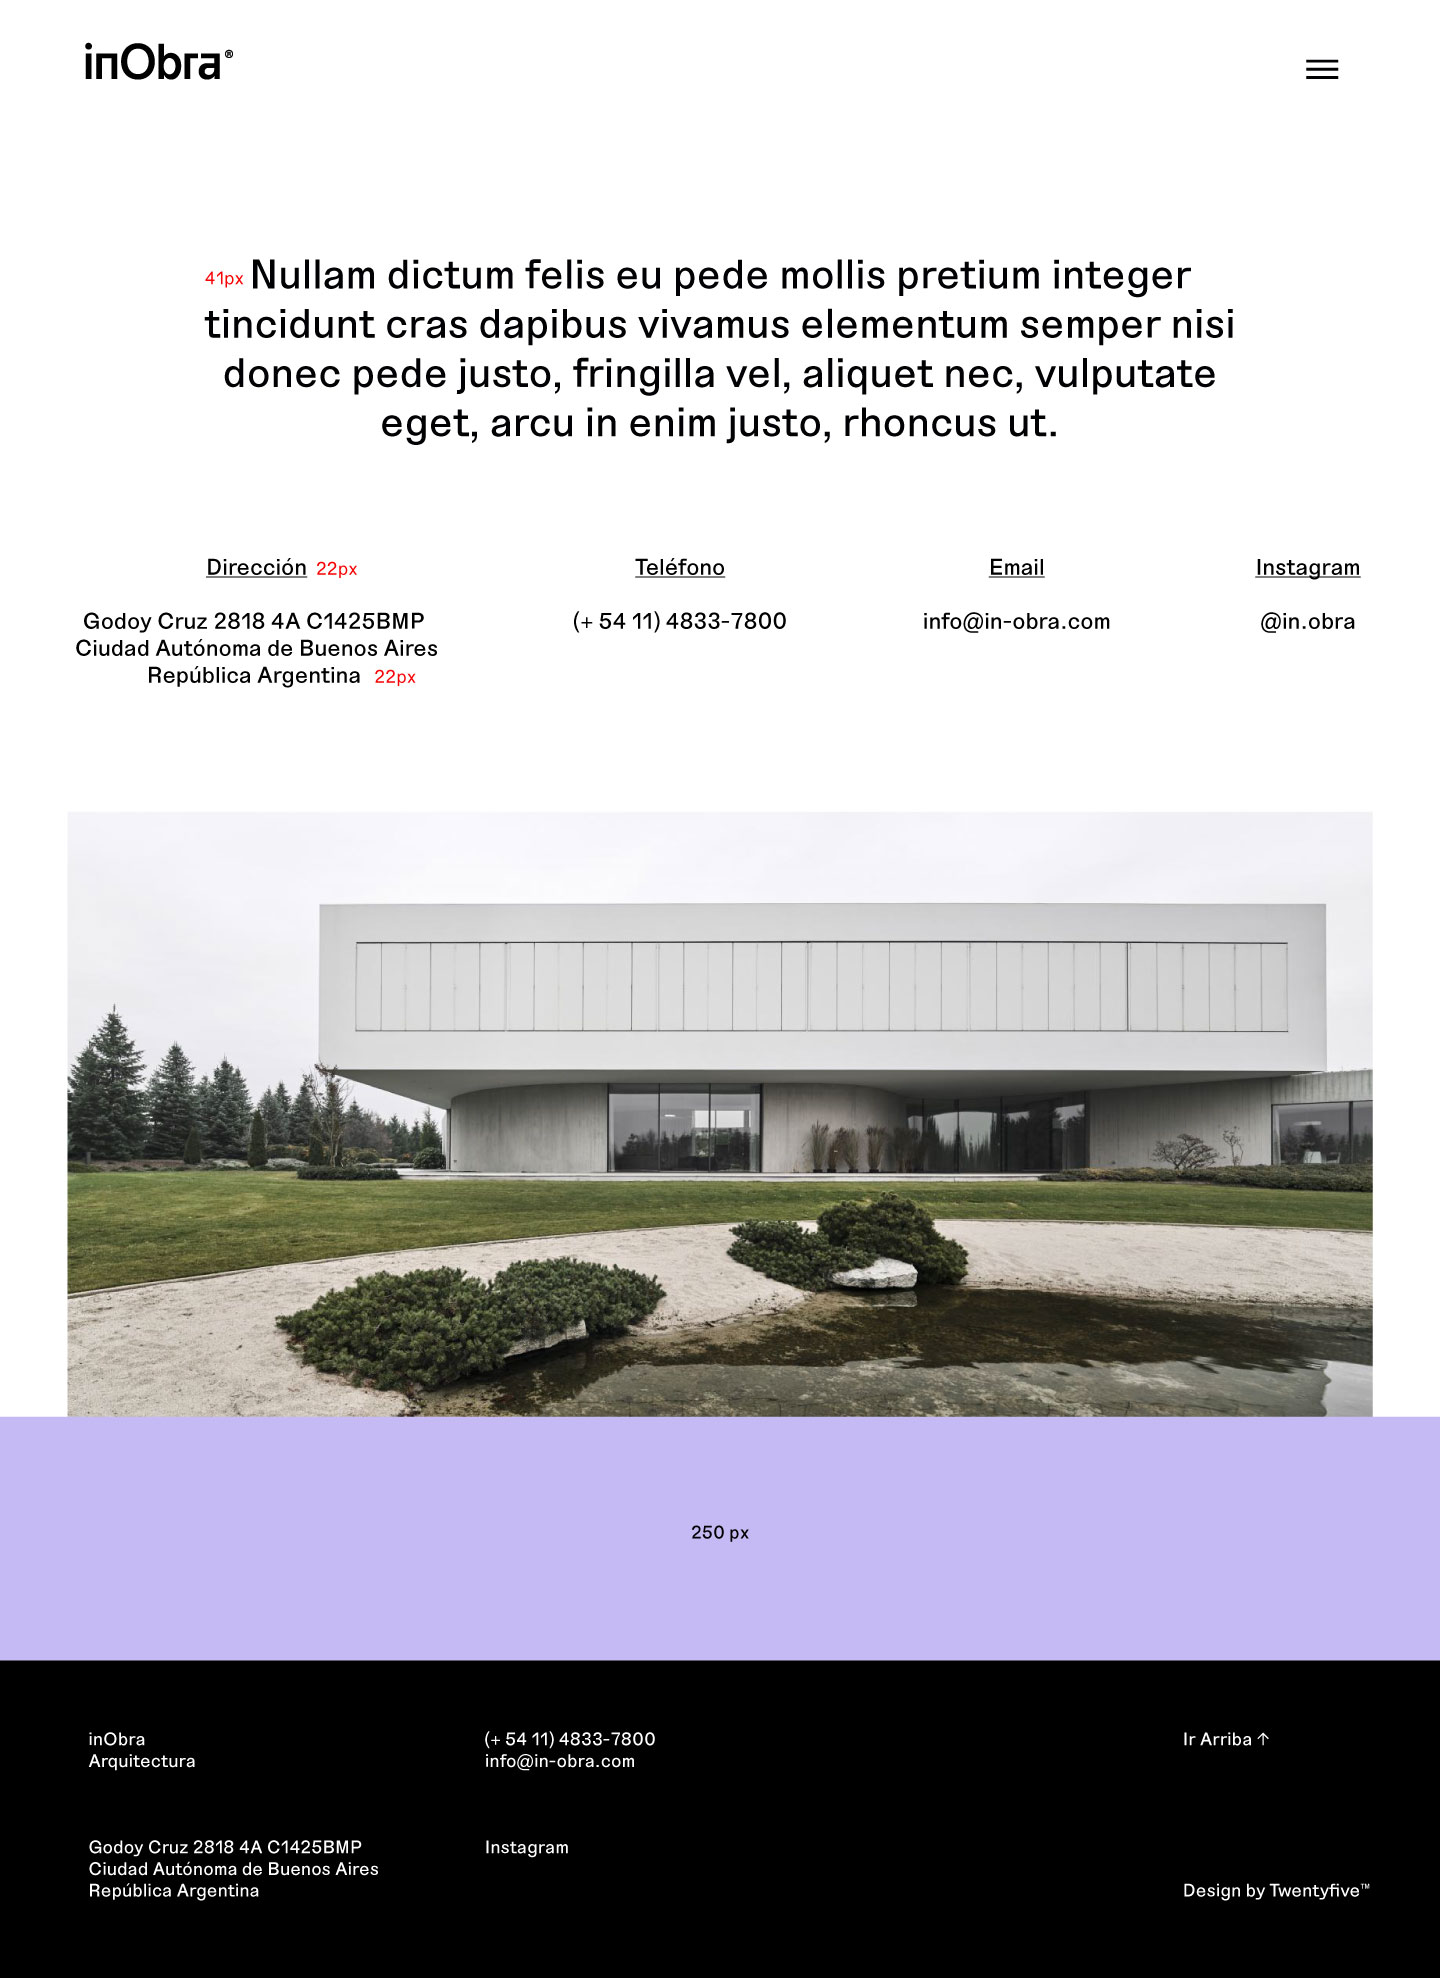 inObra®
41px Nullam dictum felis eu pede mollis pretium integer
tincidunt cras dapibus vivamus elementum semper nisi
donec pede justo, fringilla vel, aliquet nec, vulputate
eget, arcu in enim justo, rhoncus ut.
Dirección 22px
Godoy Cruz 2818 4A C1425BMP
Ciudad Autónoma de Buenos Aires
República Argentina 22px
Teléfono
(+ 54 11) 4833-7800
Email
info@in-obra.com
Instagram
@in.obra
250 px
inObra
Arquitectura
Godoy Cruz 2818 4A C1425BMP
Ciudad Autónoma de Buenos Aires
República Argentina
(+ 54 11) 4833-7800
info@in-obra.com
Instagram
Ir Arriba ↑
Design by Twentyfive™